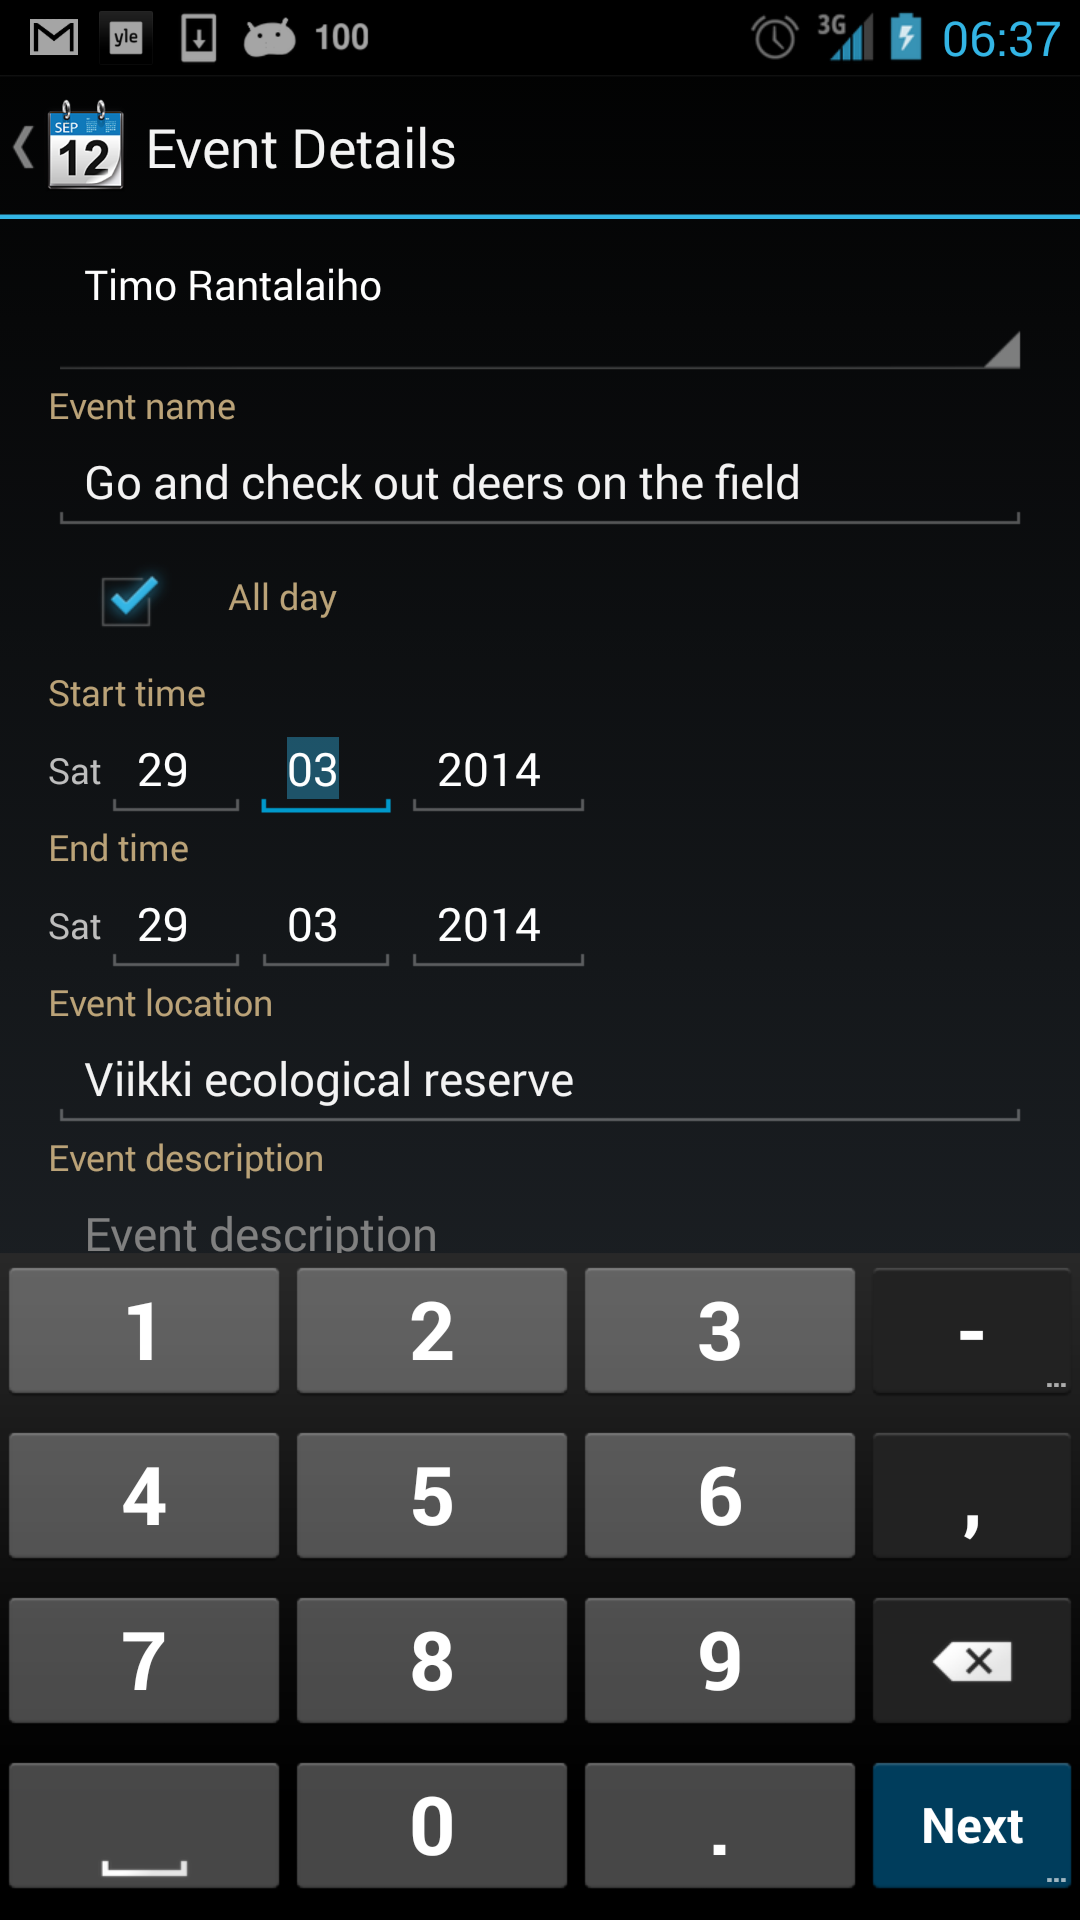 yle 100 3G 06:37
SEP
12 Event Details
Timo Rantalaiho
Event name
Go and check out deers on the field
All day
Start time
Sat 29 03 2014
End time
Sat 29 03 2014
Event location
Viikki ecological reserve
Event description
Event description
1 2 3 -
...
4 5 6 ,
7 8 9
0 . Next
...